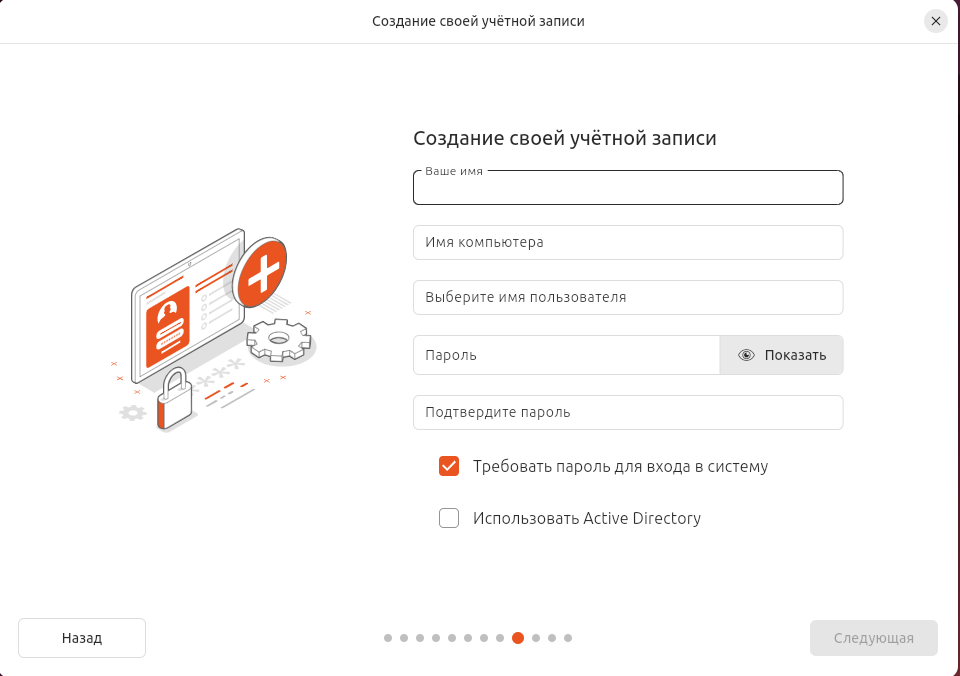 Создание своей учётной записи
Создание своей учётной записи
Ваше имя
Имя компьютера
Выберите имя пользователя
Пароль
Показать
Подтвердите пароль
Требовать пароль для входа в систему
Использовать Active Directory
Назад
Следующая